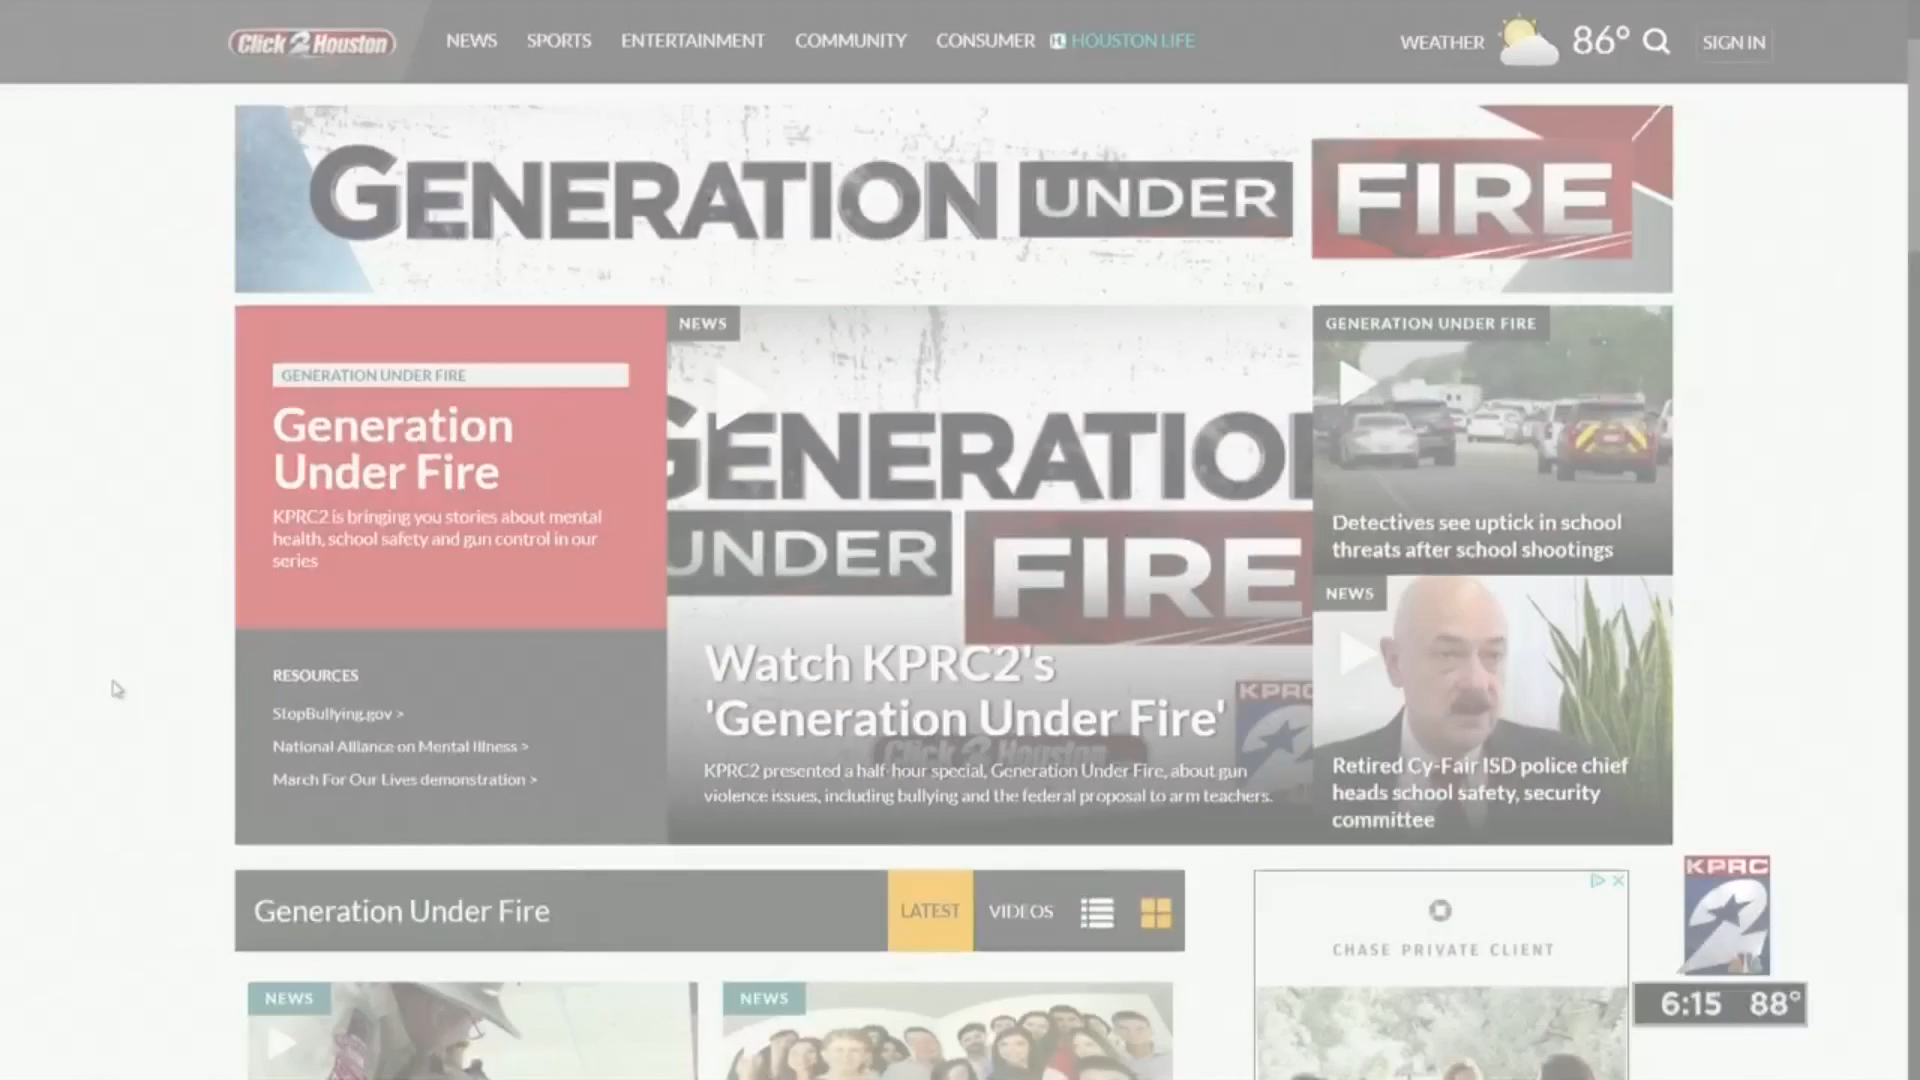 Click 2 Houston
NEWS SPORTS ENTERTAINMENT COMMUNITY CONSUMER HOUSTON LIFE
WEATHER 86° SIGN IN
GENERATION UNDER FIRE
GENERATION UNDER FIRE
Generation
Under Fire
KPRC2 is bringing you stories about mental
health, school safety and gun control in our
series
RESOURCES
StopBullying.gov >
National Alliance on Mental Illness >
March For Our Lives demonstration >
NEWS
GENERATIO
UNDER FIRE
KPRC
2
Click 2 Houston
Watch KPRC2's
'Generation Under Fire'
KPRC2 presented a half-hour special, Generation Under Fire, about gun
violence issues, including bullying and the federal proposal to arm teachers.
GENERATION UNDER FIRE
Detectives see uptick in school
threats after school shootings
NEWS
Retired Cy-Fair ISD police chief
heads school safety, security
committee
Generation Under Fire
LATEST VIDEOS
NEWS
NEWS
CHASE PRIVATE CLIENT
KPRC
2
6:15 88°